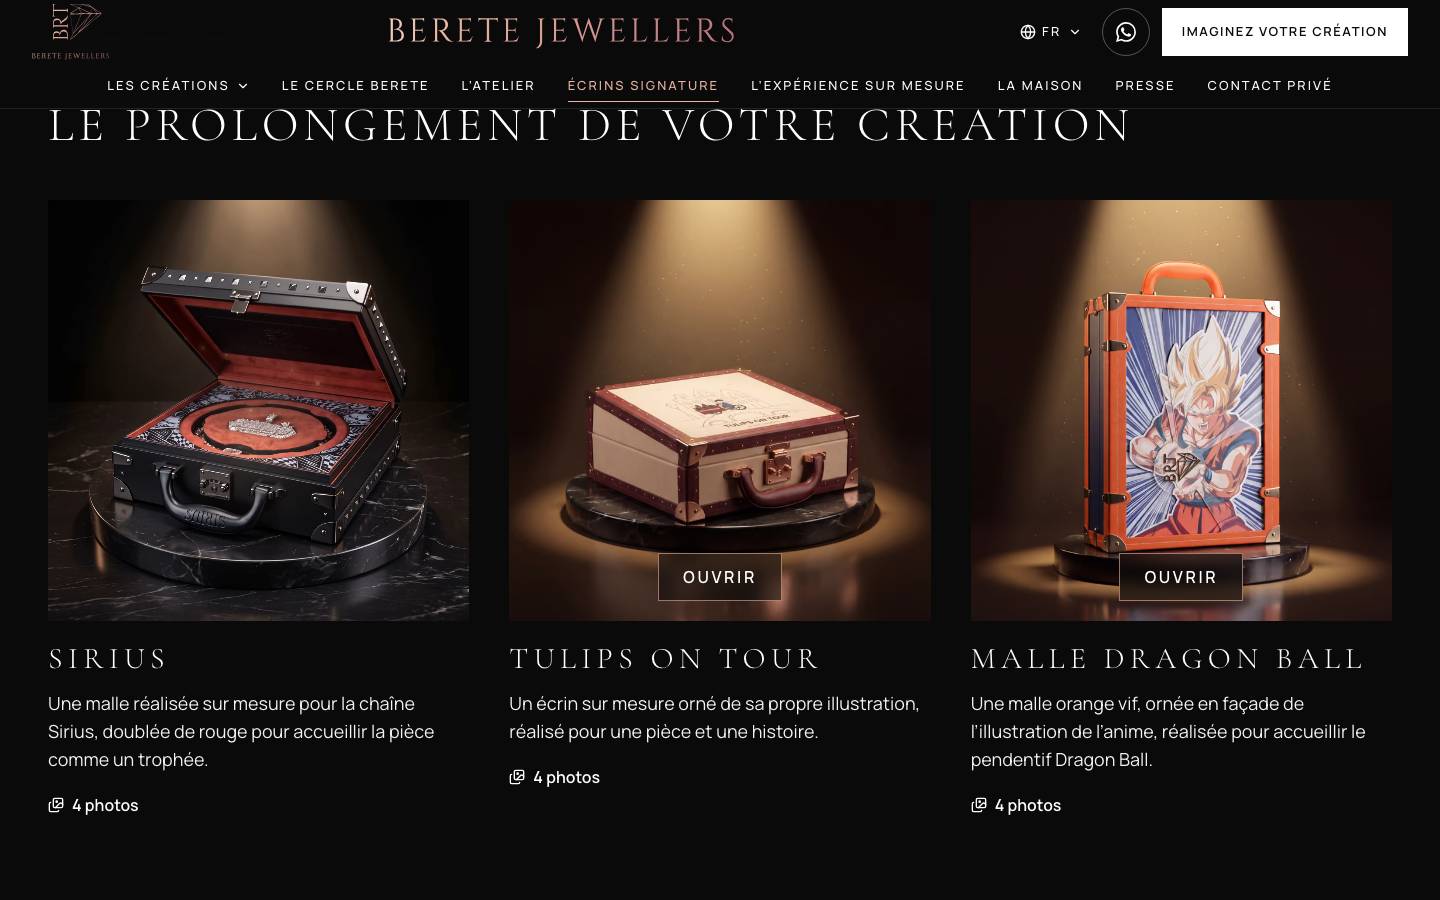 BRT
BERETE JEWELLERS
BERETE JEWELLERS
FR
IMAGINEZ VOTRE CRÉATION
LES CRÉATIONS
LE CERCLE BERETE
L'ATELIER
ÉCRINS SIGNATURE
L'EXPÉRIENCE SUR MESURE
LA MAISON
PRESSE
CONTACT PRIVÉ
LE PROLONGEMENT DE VOTRE CRÉATION
SIRIUS
TULIPS ON TOUR
BRT
OUVRIR
OUVRIR
SIRIUS
Une malle réalisée sur mesure pour la chaîne
Sirius, doublée de rouge pour accueillir la pièce
comme un trophée.
4 photos
TULIPS ON TOUR
Un écrin sur mesure orné de sa propre illustration,
réalisé pour une pièce et une histoire.
4 photos
MALLE DRAGON BALL
Une malle orange vif, ornée en façade de
l'illustration de l'anime, réalisée pour accueillir le
pendentif Dragon Ball.
4 photos